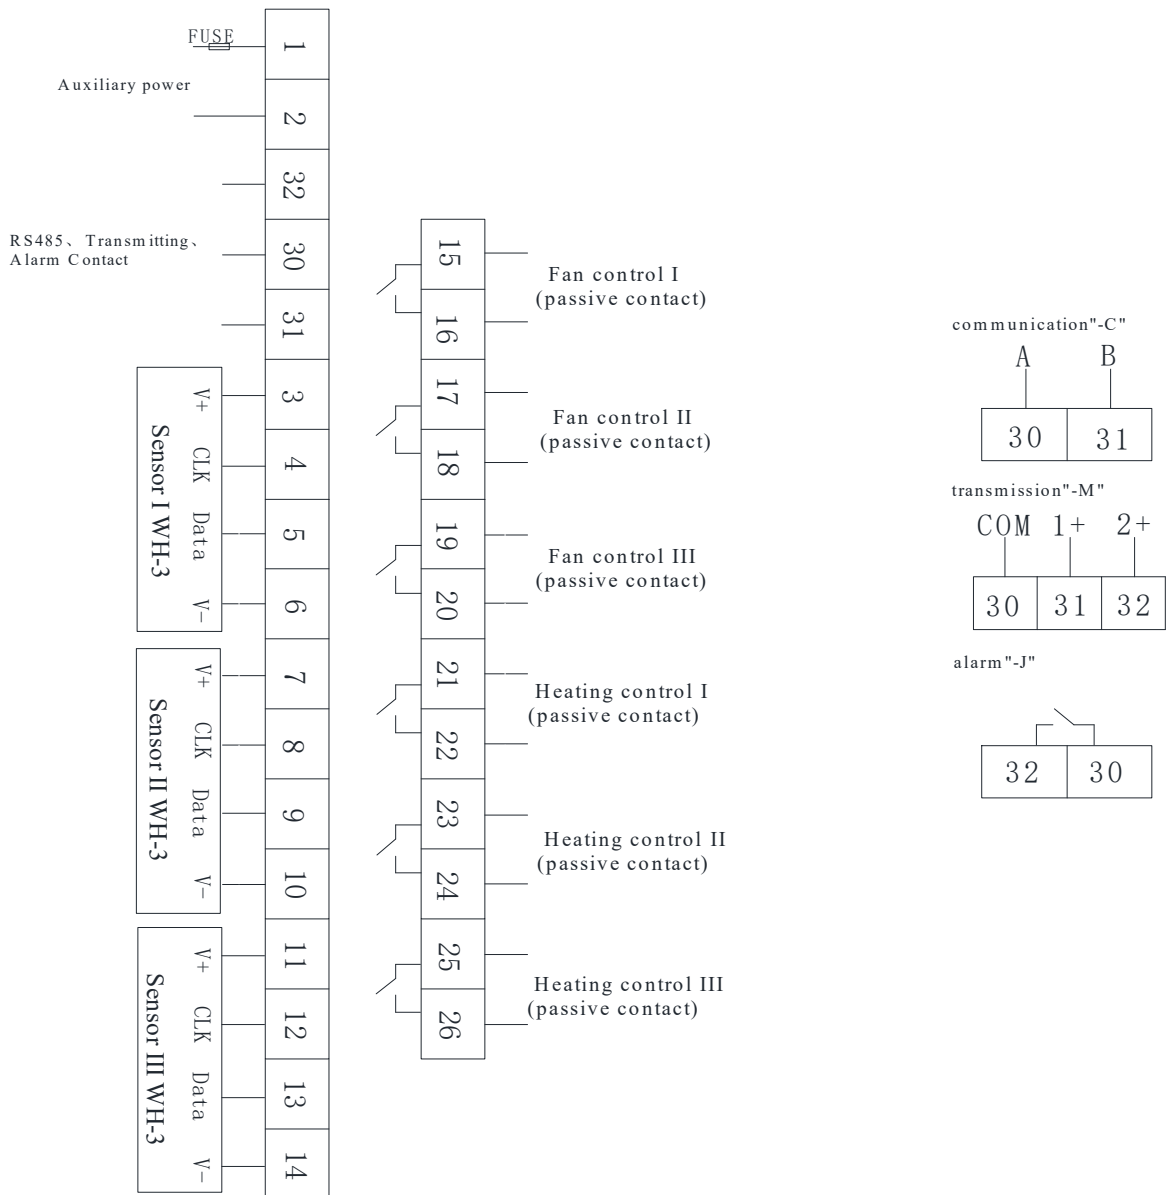 FUSE
Auxiliary power
RS485、Transmitting、
Alarm Contact
1
2
32
30
31
3
4
5
6
7
8
9
10
11
12
13
14
V+ CLK Data V-
Sensor I WH-3
V+ CLK Data V-
Sensor II WH-3
V+ CLK Data V-
Sensor III WH-3
15
16
17
18
19
20
21
22
23
24
25
26
Fan control I
(passive contact)
Fan control II
(passive contact)
Fan control III
(passive contact)
Heating control I
(passive contact)
Heating control II
(passive contact)
Heating control III
(passive contact)
communication"-C"
A B
30 31
transmission"-M"
COM 1+ 2+
30 31 32
alarm"-J"
32 30